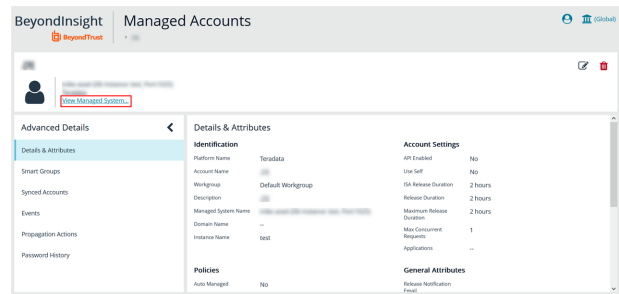 BeyondInsight
BeyondTrust
Managed Accounts
(Global)
View Managed System...
Advanced Details
Details & Attributes
Smart Groups
Synced Accounts
Events
Propagation Actions
Password History
Details & Attributes
Identification
Platform Name Teradata
Account Name
Workgroup Default Workgroup
Description
Managed System Name
Domain Name --
Instance Name test
Policies
Auto Managed No
Account Settings
API Enabled No
Use Self No
ISA Release Duration 2 hours
Release Duration 2 hours
Maximum Release 2 hours
Duration
Max Concurrent 1
Requests
Applications --
General Attributes
Release Notification No
Email